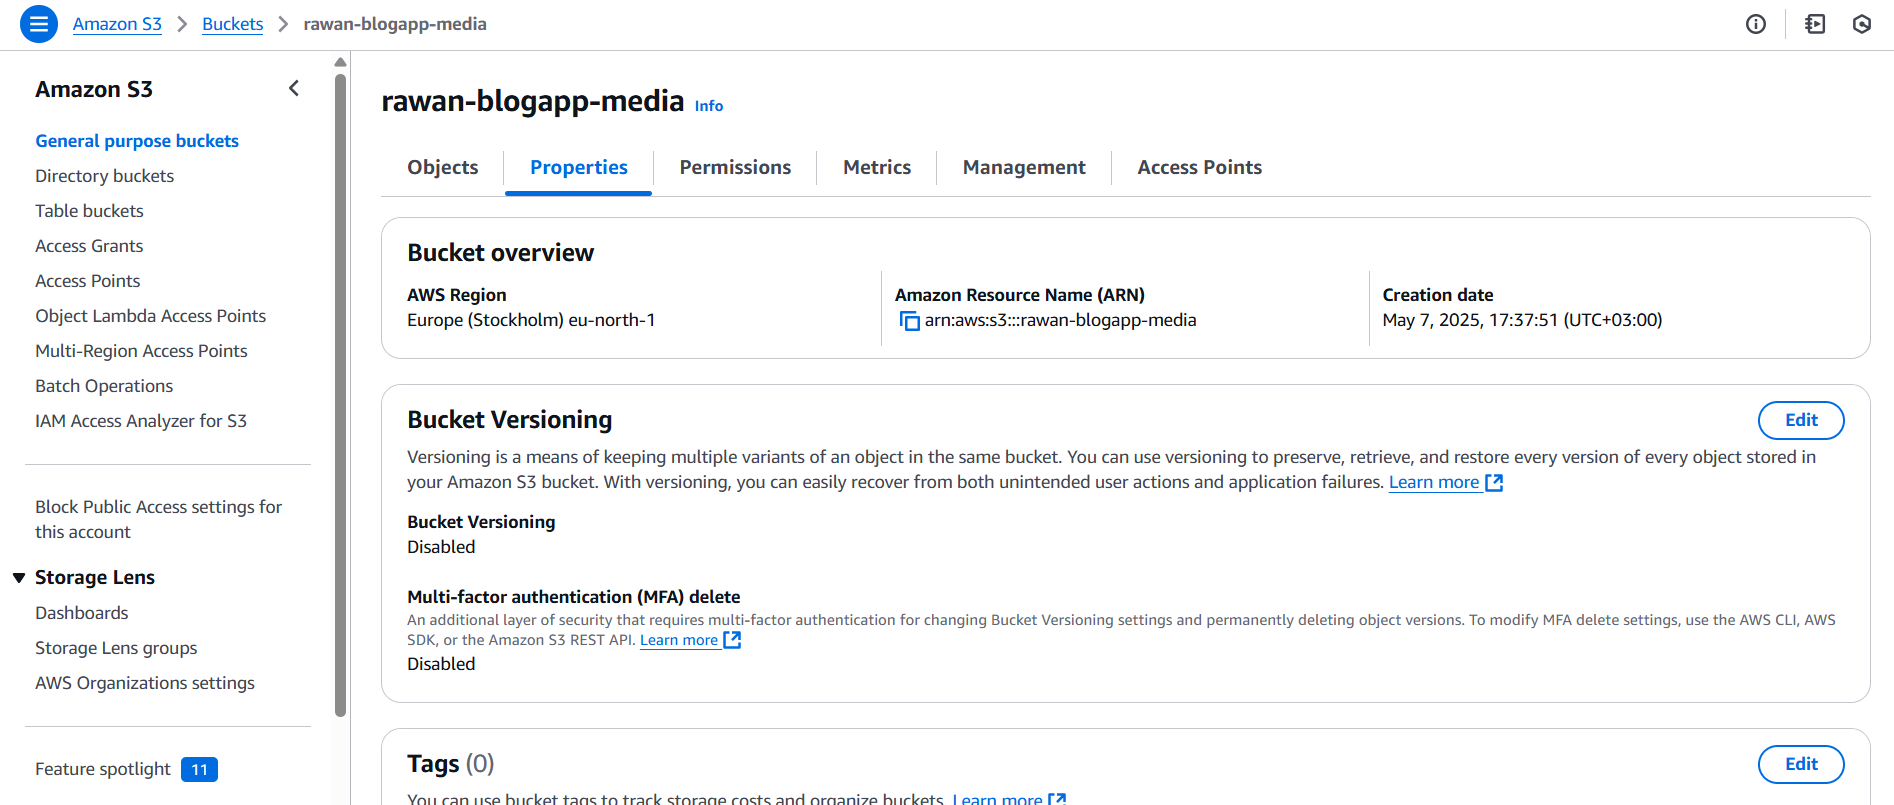 Amazon S3 > Buckets > rawan-blogapp-media
Amazon S3
General purpose buckets
Directory buckets
Table buckets
Access Grants
Access Points
Object Lambda Access Points
Multi-Region Access Points
Batch Operations
IAM Access Analyzer for S3
Block Public Access settings for
this account
Storage Lens
Dashboards
Storage Lens groups
AWS Organizations settings
Feature spotlight 11
rawan-blogapp-media Info
Objects Properties Permissions Metrics Management Access Points
Bucket overview
AWS Region
Europe (Stockholm) eu-north-1
Amazon Resource Name (ARN)
arn:aws:s3:::rawan-blogapp-media
Creation date
May 7, 2025, 17:37:51 (UTC+03:00)
Bucket Versioning
Edit
Versioning is a means of keeping multiple variants of an object in the same bucket. You can use versioning to preserve, retrieve, and restore every version of every object stored in
your Amazon S3 bucket. With versioning, you can easily recover from both unintended user actions and application failures. Learn more
Bucket Versioning
Disabled
Multi-factor authentication (MFA) delete
An additional layer of security that requires multi-factor authentication for changing Bucket Versioning settings and permanently deleting object versions. To modify MFA delete settings, use the AWS CLI, AWS
SDK, or the Amazon S3 REST API. Learn more
Disabled
Tags (0)
Edit
You can use bucket tags to track storage costs and organize buckets. Learn more